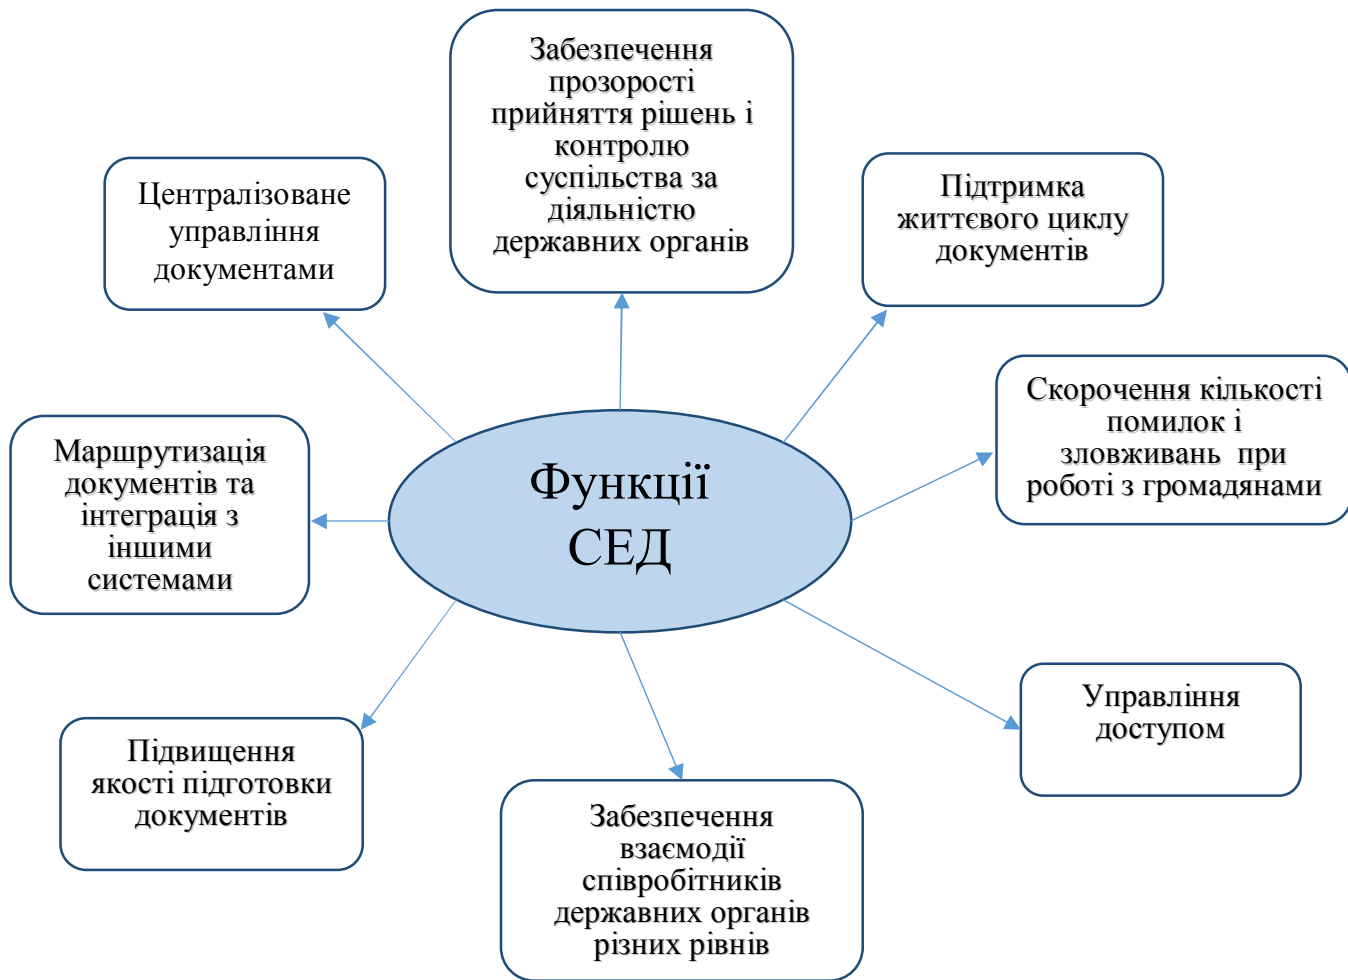 Забезпечення
прозорості
прийняття рішень і
контролю
суспільства за
діяльністю
державних органів
Централізоване
управління
документами
Підтримка
життєвого циклу
документів
Скорочення кількості
помилок і
зловживань при
роботі з громадянами
Маршрутизація
документів та
інтеграція з
іншими
системами
Функції
СЕД
Управління
доступом
Підвищення
якості підготовки
документів
Забезпечення
взаємодії
співробітників
державних органів
різних рівнів